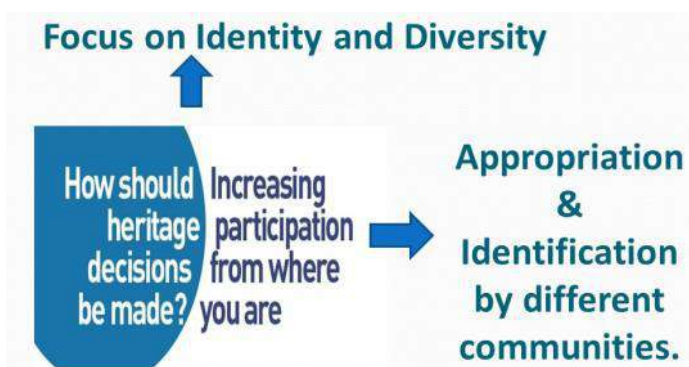 Focus on Identity and Diversity
How should
heritage
decisions
be made?
Increasing
participation
from where
you are
Appropriation
&
Identification
by different
communities.